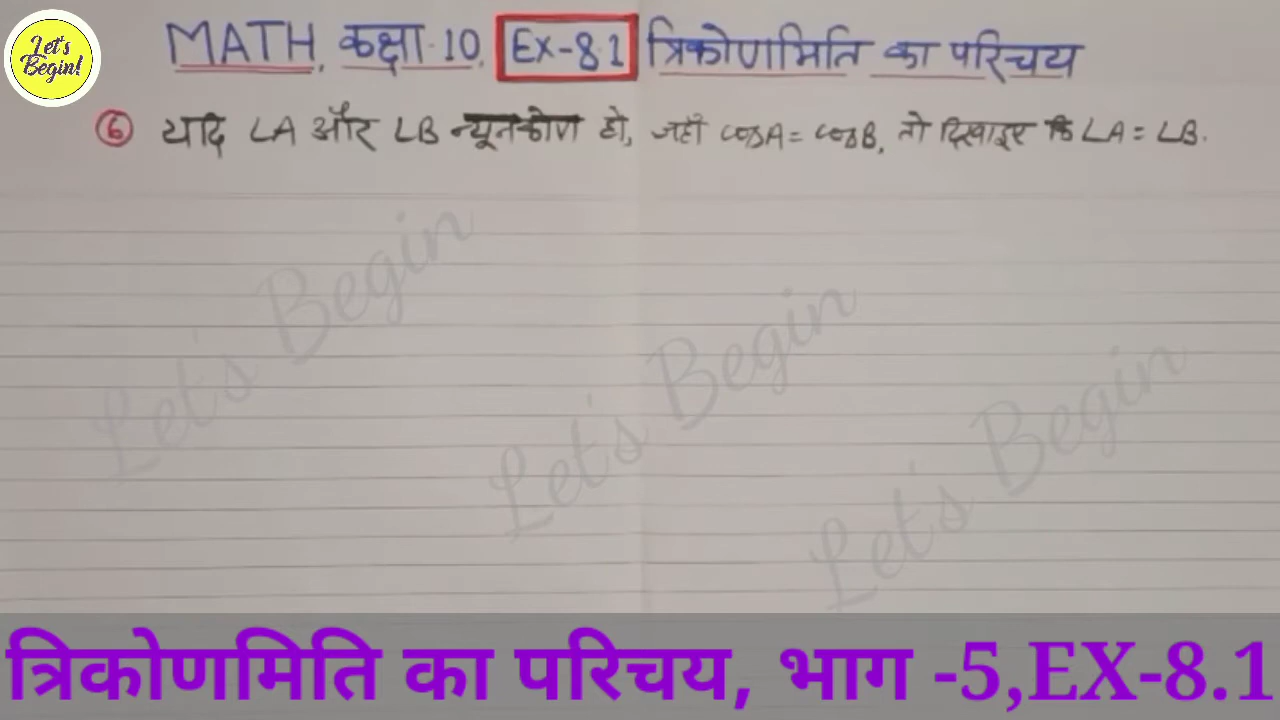 Let's
Begin!
MATH, कक्षा-10, EX-8.1 त्रिकोणमिति का परिचय
6 यदि ∠A और ∠B न्यूनकोण हो, जहाँ cosA = cosB, तो दिखाइए कि ∠A = ∠B.
Let's Begin
Let's Begin
Let's Begin
त्रिकोणमिति का परिचय, भाग -5,EX-8.1